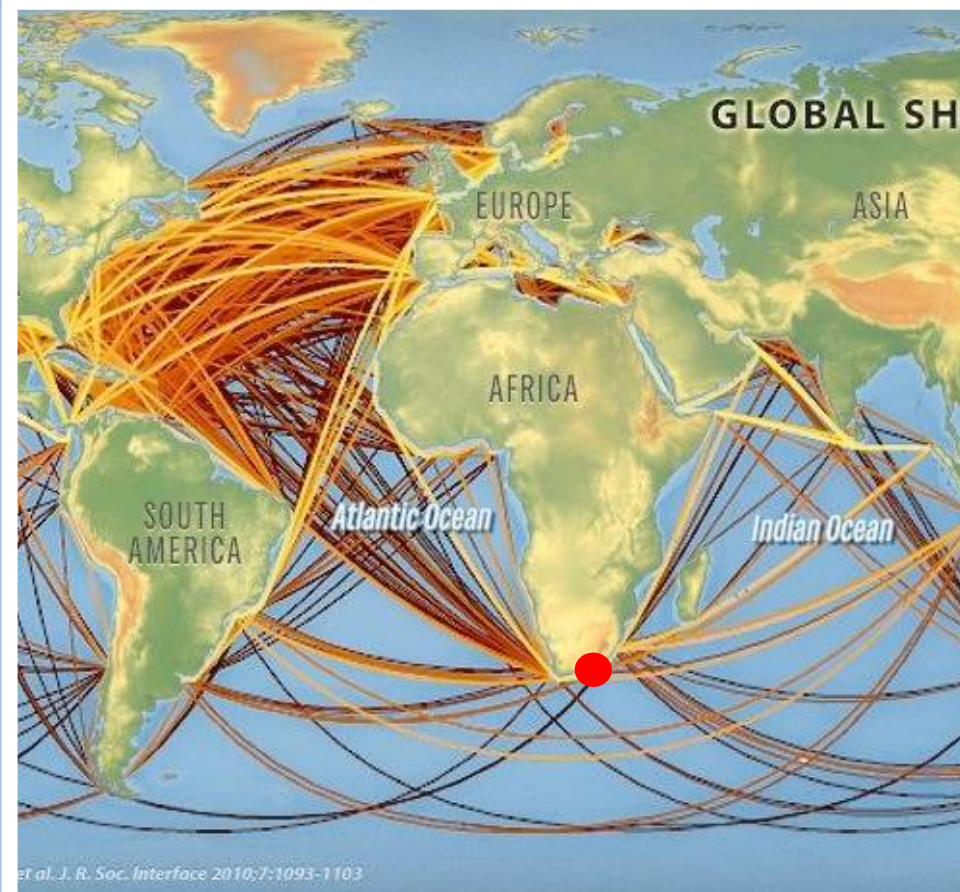 GLOBAL SH
EUROPE
ASIA
AFRICA
SOUTH
AMERICA
Atlantic Ocean
Indian Ocean
et al. J. R. Soc. Interface 2010;7:1093-1103